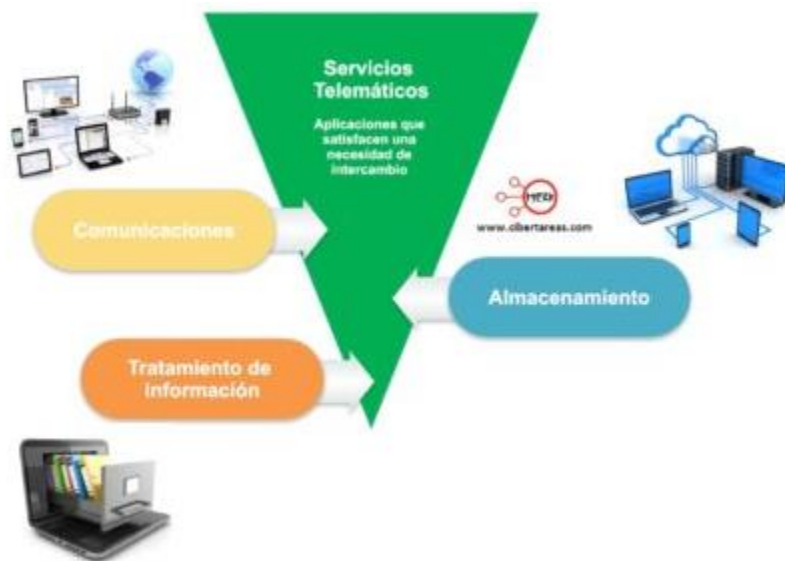 Servicios
Telemáticos
Aplicaciones que
satisfacen una
necesidad de
intercambio
Comunicaciones
www.cibertareas.com
Almacenamiento
Tratamiento de
información